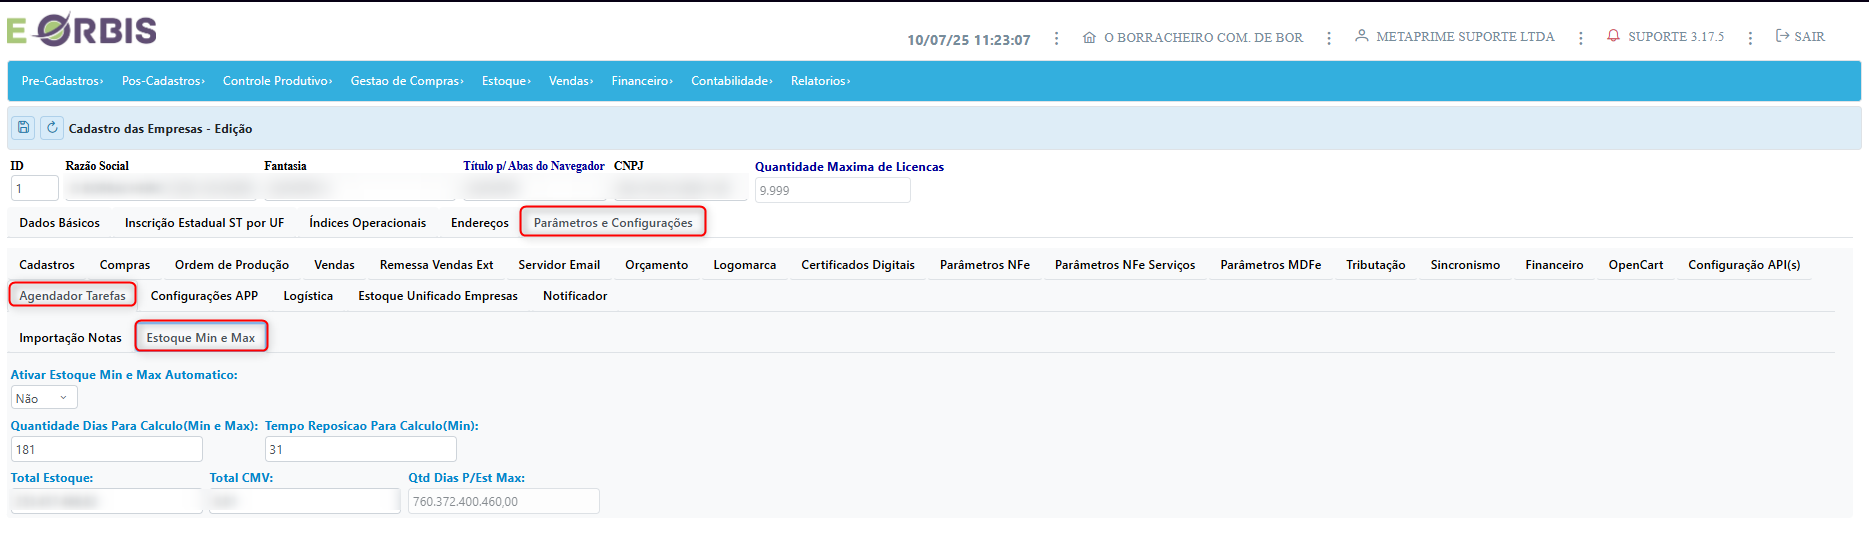 E ORBIS
10/07/25 11:23:07 O BORRACHEIRO COM. DE BOR METAPRIME SUPORTE LTDA SUPORTE 3.17.5 SAIR
Pre-Cadastros› Pos-Cadastros› Controle Produtivo› Gestao de Compras› Estoque› Vendas› Financeiro› Contabilidade› Relatorios›
Cadastro das Empresas - Edição
ID Razão Social Fantasia Título p/ Abas do Navegador CNPJ Quantidade Maxima de Licencas
1 9.999
Dados Básicos Inscrição Estadual ST por UF Índices Operacionais Endereços Parâmetros e Configurações
Cadastros Compras Ordem de Produção Vendas Remessa Vendas Ext Servidor Email Orçamento Logomarca Certificados Digitais Parâmetros NFe Parâmetros NFe Serviços Parâmetros MDFe Tributação Sincronismo Financeiro OpenCart Configuração API(s)
Agendador Tarefas Configurações APP Logística Estoque Unificado Empresas Notificador
Importação Notas Estoque Min e Max
Ativar Estoque Min e Max Automatico:
Não
Quantidade Dias Para Calculo(Min e Max): Tempo Reposicao Para Calculo(Min):
181 31
Total Estoque: Total CMV: Qtd Dias P/Est Max:
760.372.400.460,00